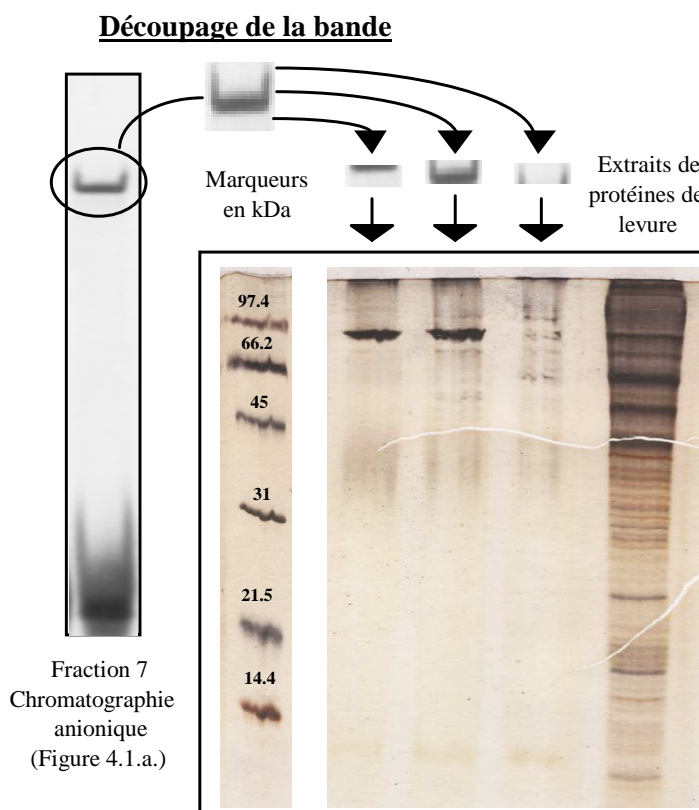 Découpage de la bande
Marqueurs
en kDa
Extraits de
protéines de
levure
97.4
66.2
45
31
21.5
14.4
Fraction 7
Chromatographie
anionique
(Figure 4.1.a.)